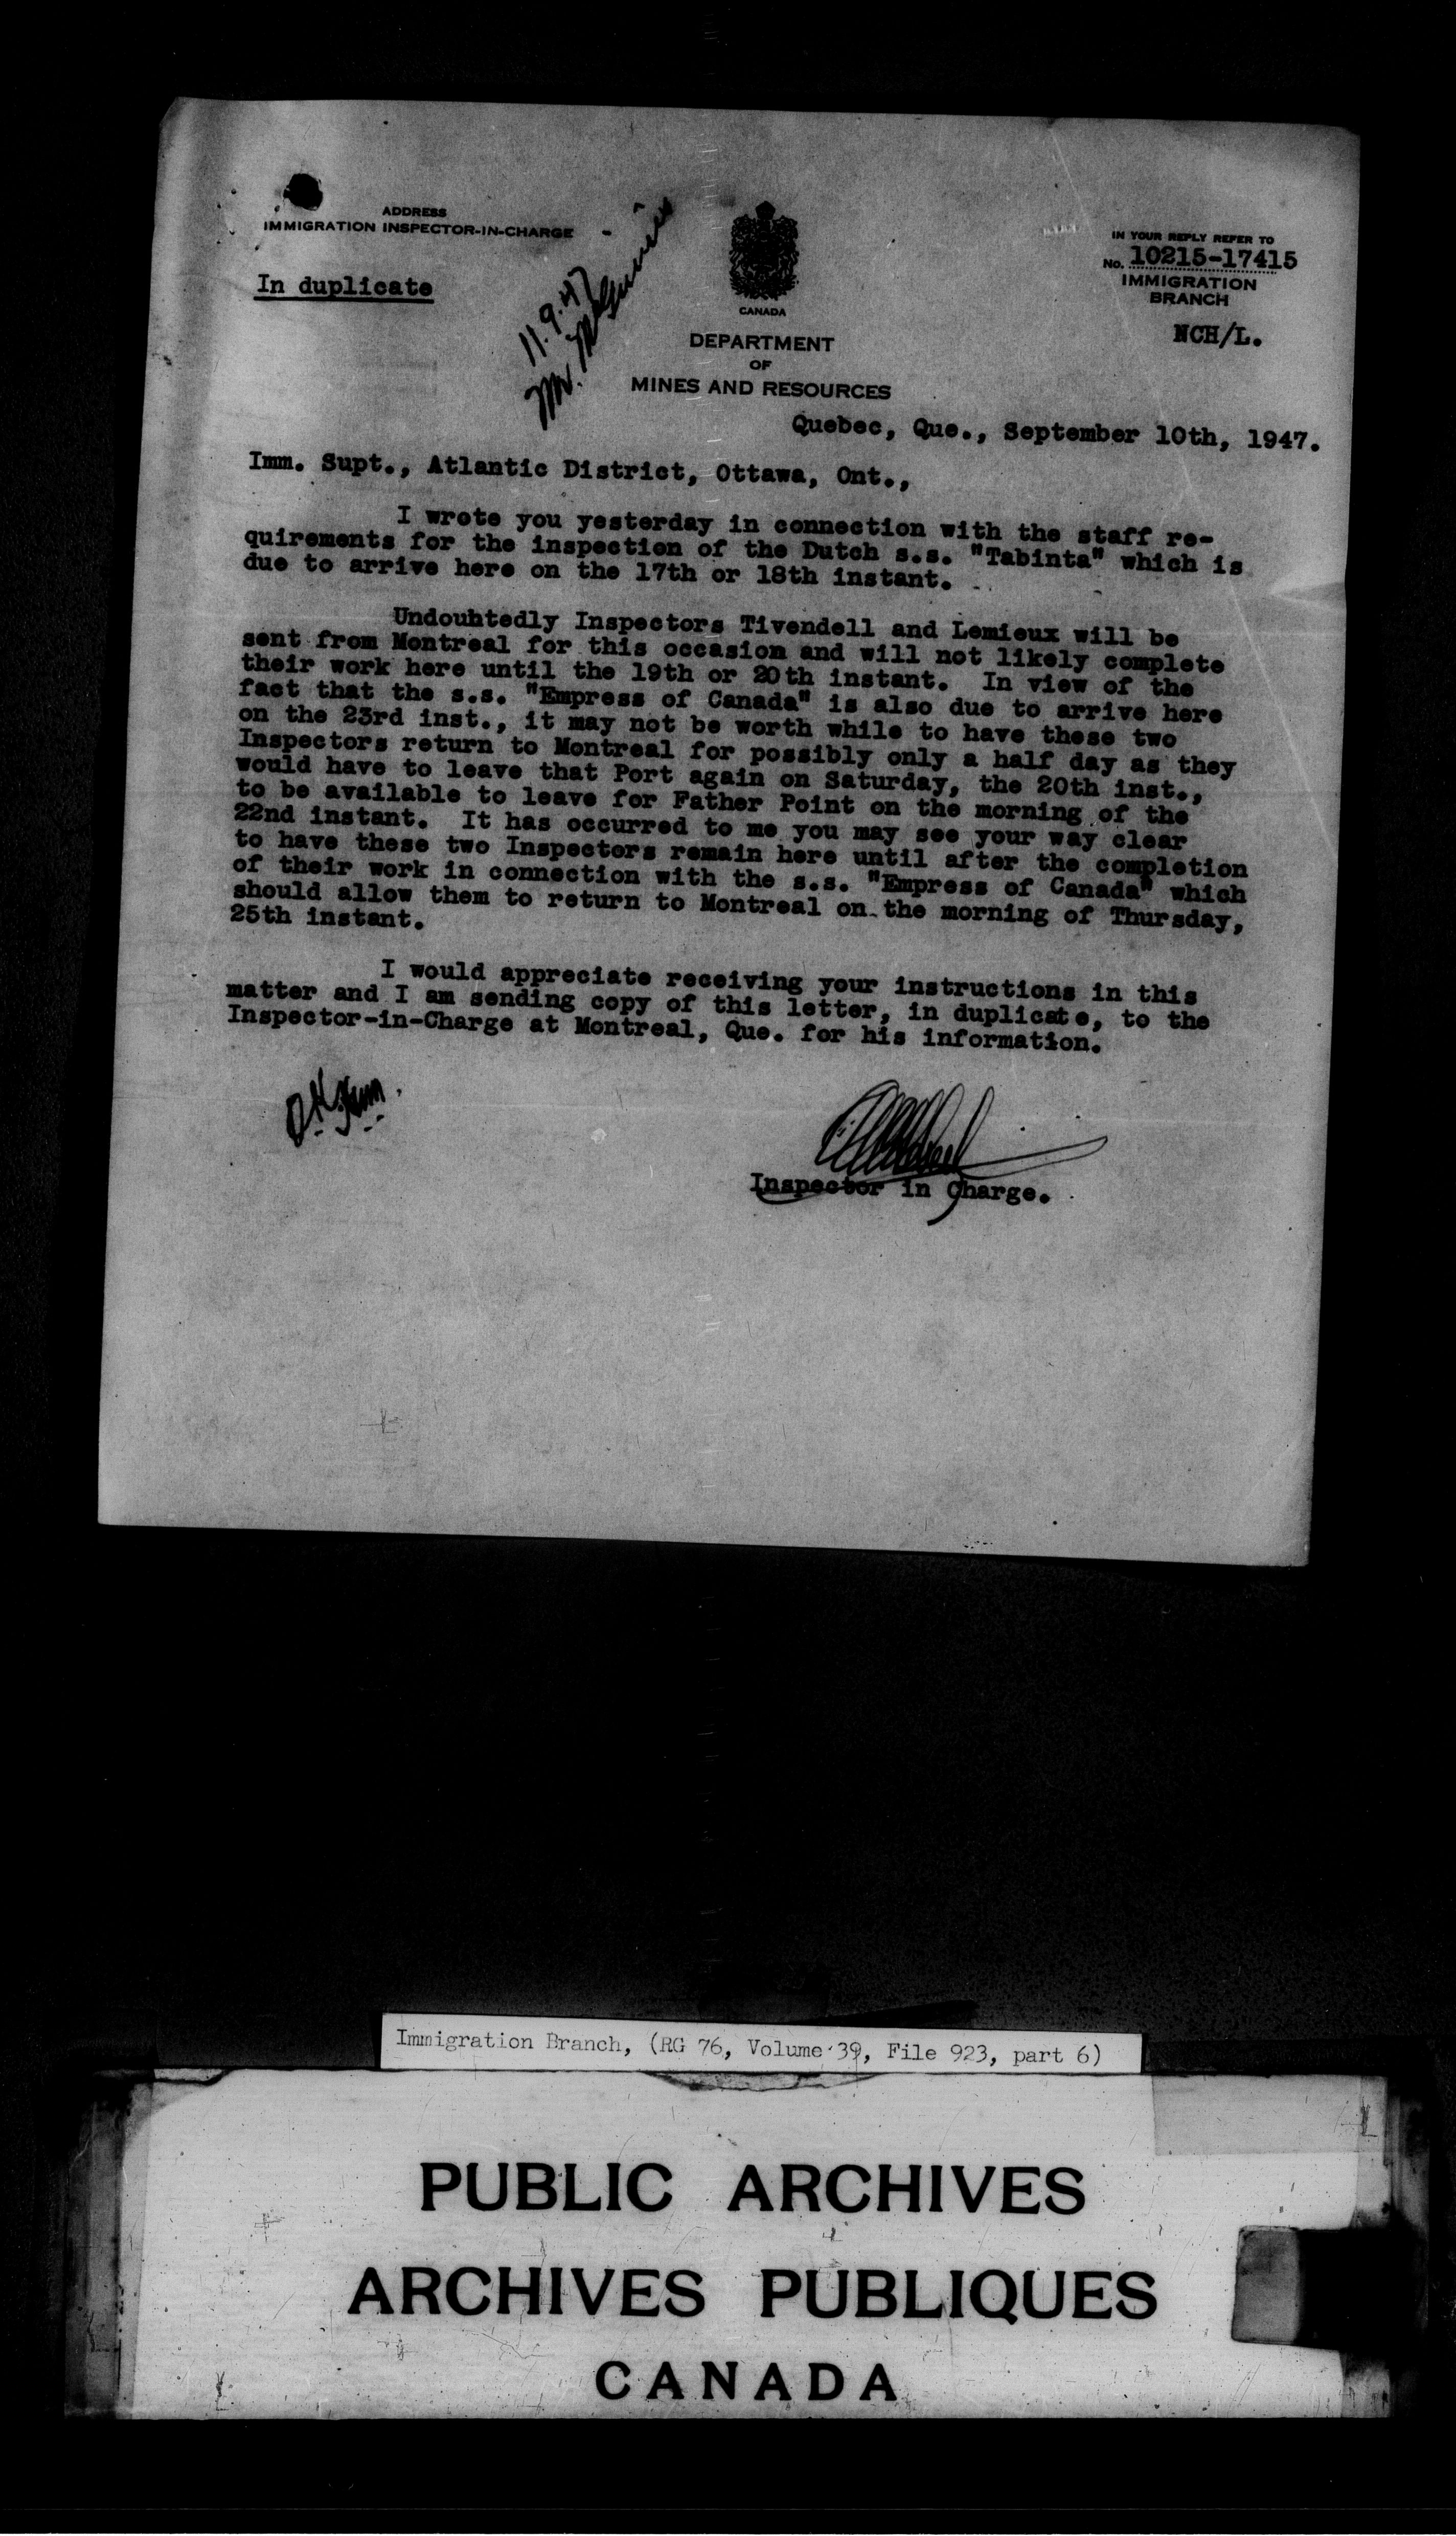 ADDRESS
IMMIGRATION INSPECTOR-IN-CHARGE
In duplicate
11.9.47
Mr.
CANADA
DEPARTMENT
OF
MINES AND RESOURCES
IN YOUR REPLY REFER TO
No. 10215-17415
IMMIGRATION
BRANCH
NCH/L.
Quebec, Que., September 10th, 1947.
Imm. Supt., Atlantic District, Ottawa, Ont.,
I wrote you yesterday in connection with the staff re-
quirements for the inspection of the Dutch s.s. "Tabinta" which is
due to arrive here on the 17th or 18th instant.
Undoubtedly Inspectors Tivendell and Lemieux will be
sent from Montreal for this occasion and will not likely complete
their work here until the 19th or 20th instant. In view of the
fact that the s.s. "Empress of Canada" is also due to arrive here
on the 23rd inst., it may not be worth while to have these two
Inspectors return to Montreal for possibly only a half day as they
would have to leave that Port again on Saturday, the 20th inst.,
to be available to leave for Father Point on the morning of the
22nd instant. It has occurred to me you may see your way clear
to have these two Inspectors remain here until after the completion
of their work in connection with the s.s. "Empress of Canada" which
should allow them to return to Montreal on the morning of Thursday,
25th instant.
I would appreciate receiving your instructions in this
matter and I am sending copy of this letter, in duplicate, to the
Inspector-in-Charge at Montreal, Que. for his information.
Inspector in Charge.
Immigration Branch, (RG 76, Volume 39, File 923, part 6)
PUBLIC ARCHIVES
ARCHIVES PUBLIQUES
CANADA